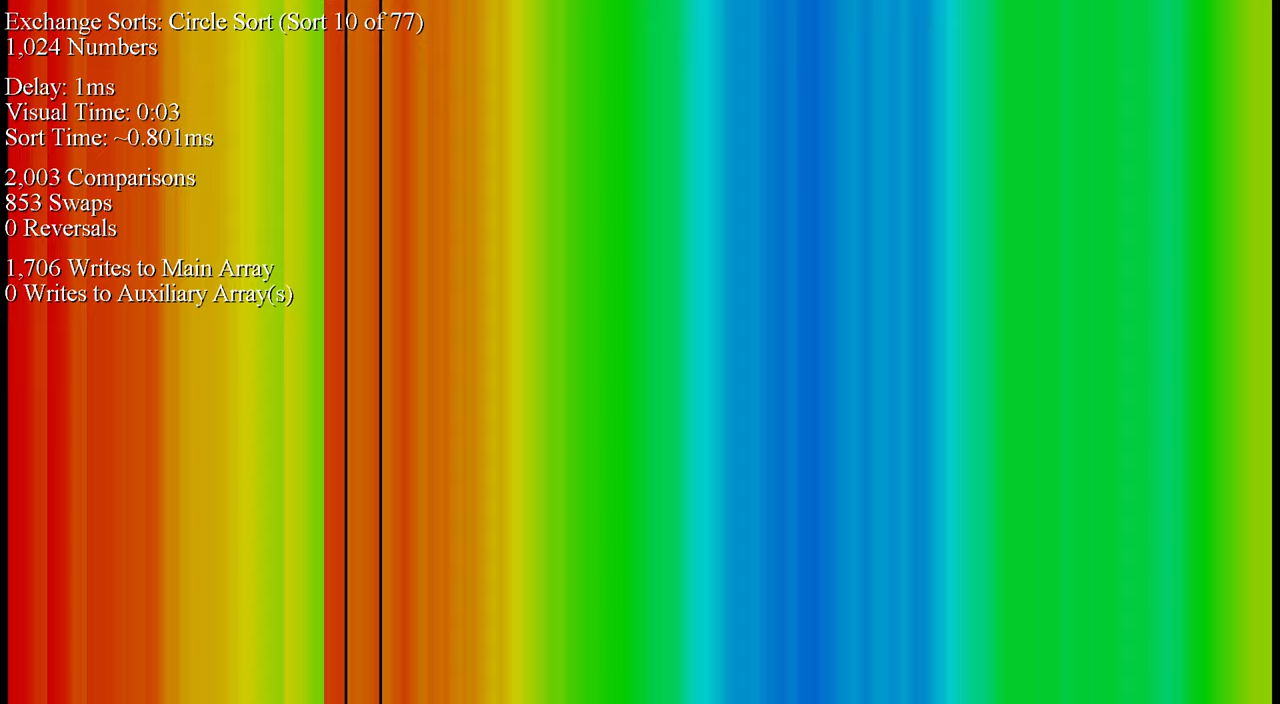 Exchange Sorts: Circle Sort (Sort 10 of 77)
1,024 Numbers
Delay: 1ms
Visual Time: 0:03
Sort Time: ~0.801ms
2,003 Comparisons
853 Swaps
0 Reversals
1,706 Writes to Main Array
0 Writes to Auxiliary Array(s)